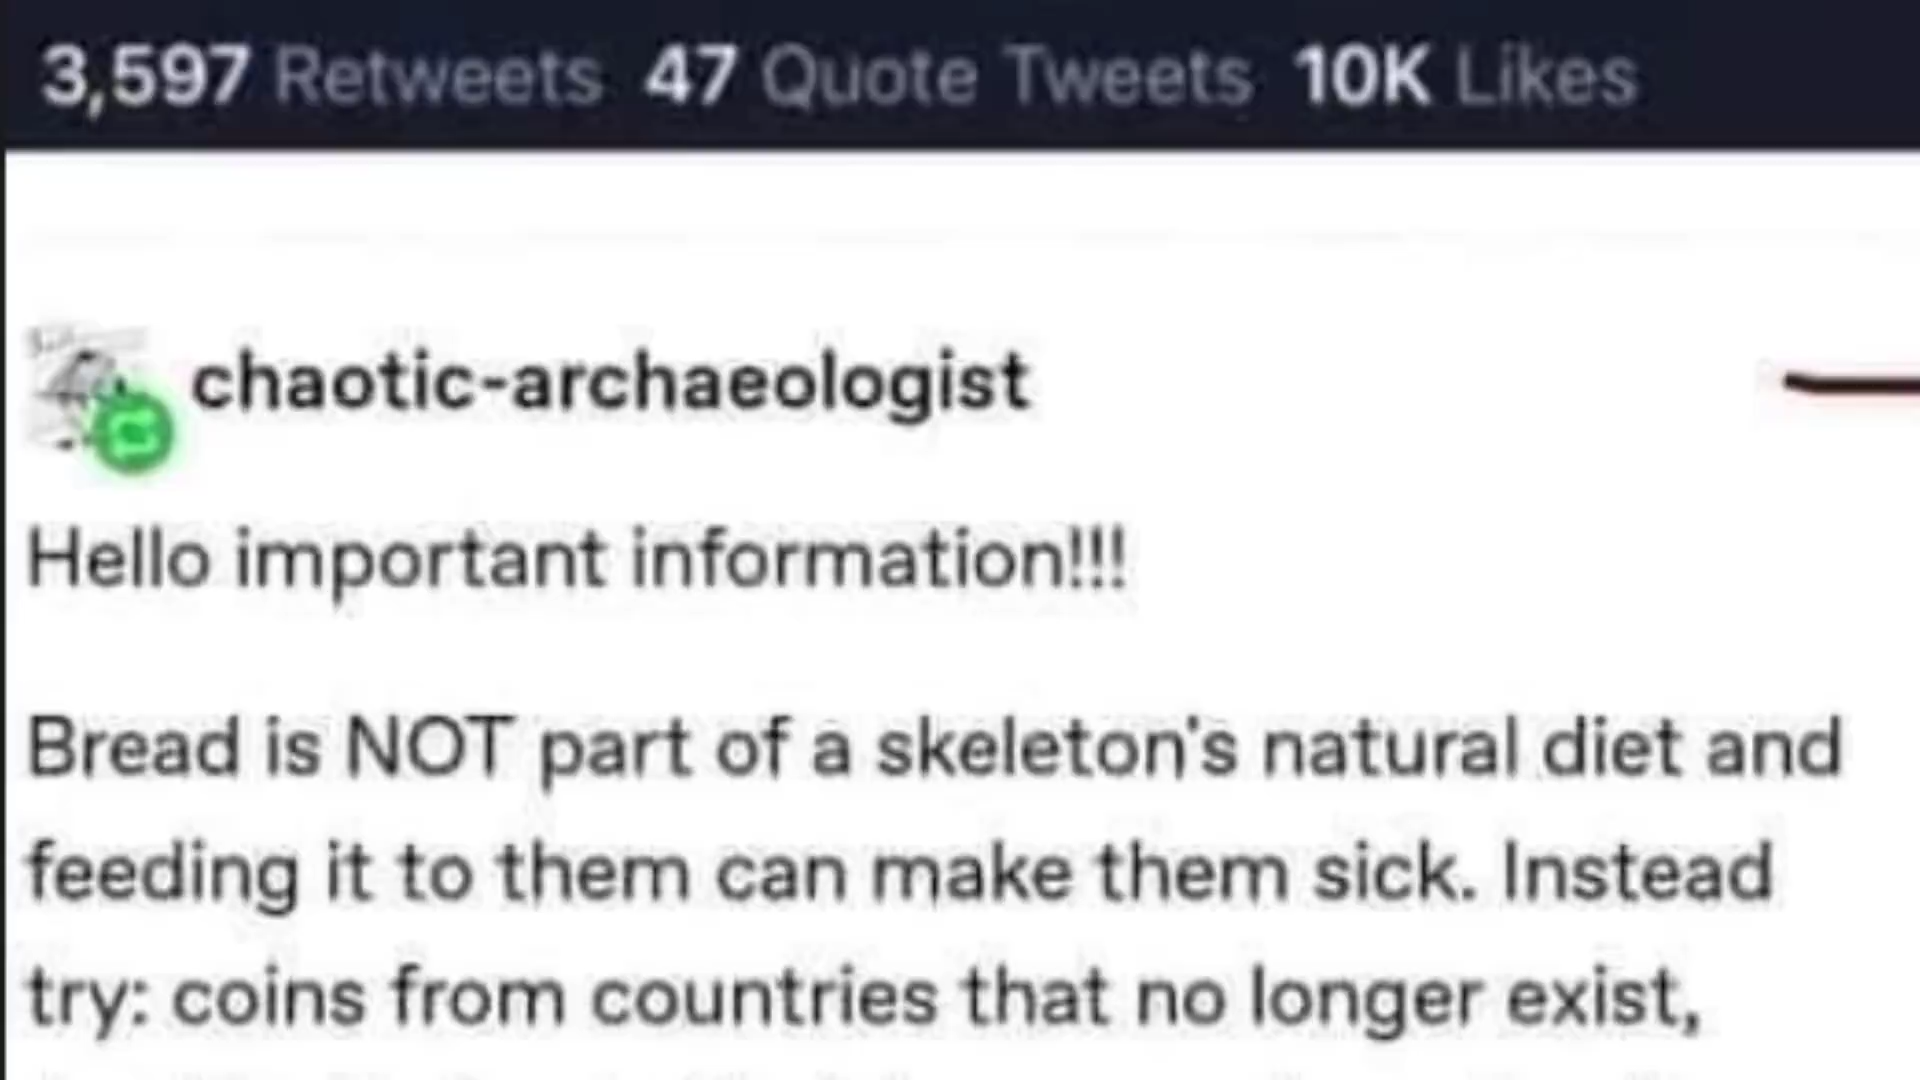 3,597 Retweets 47 Quote Tweets 10K Likes
chaotic-archaeologist
Hello important information!!!
Bread is NOT part of a skeleton's natural diet and
feeding it to them can make them sick. Instead
try: coins from countries that no longer exist,